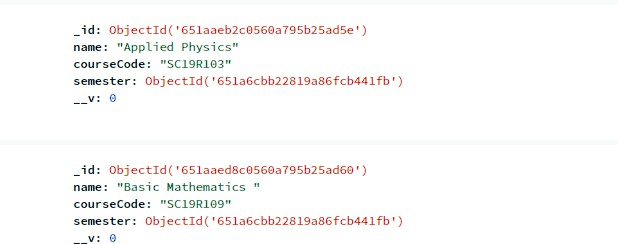 _id: ObjectId('651aaeb2c0560a795b25ad5e')
name: "Applied Physics"
courseCode: "SC19R103"
semester: ObjectId('651a6cbb22819a86fcb441fb')
__v: 0
_id: ObjectId('651aaed8c0560a795b25ad60')
name: "Basic Mathematics "
courseCode: "SC19R109"
semester: ObjectId('651a6cbb22819a86fcb441fb')
__v: 0